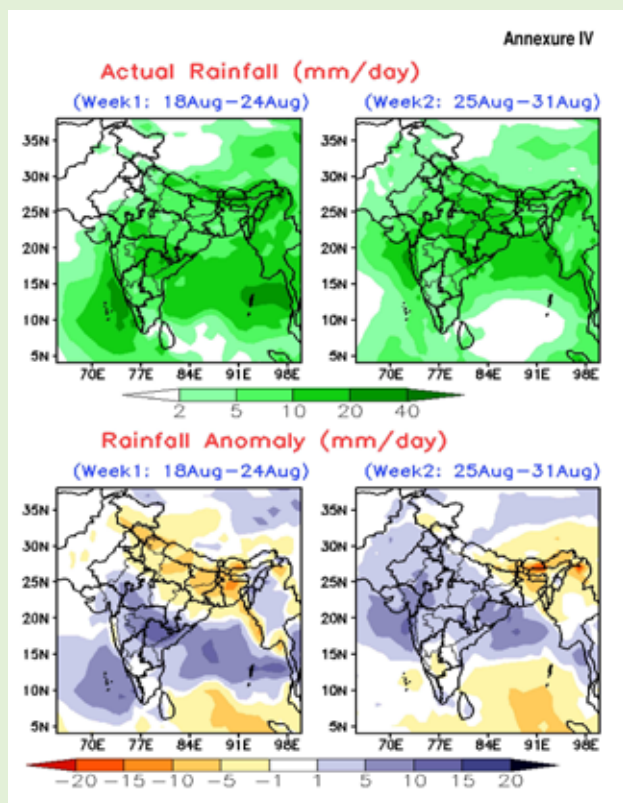 Annexure IV
Actual Rainfall (mm/day)
(Week1: 18Aug–24Aug) (Week2: 25Aug–31Aug)
35N 35N
30N 30N
25N 25N
20N 20N
15N 15N
10N 10N
5N 5N
70E 77E 84E 91E 98E 70E 77E 84E 91E 98E
2 5 10 20 40
Rainfall Anomaly (mm/day)
(Week1: 18Aug–24Aug) (Week2: 25Aug–31Aug)
35N 35N
30N 30N
25N 25N
20N 20N
15N 15N
10N 10N
5N 5N
70E 77E 84E 91E 98E 70E 77E 84E 91E 98E
−20 −15 −10 −5 −1 1 5 10 15 20